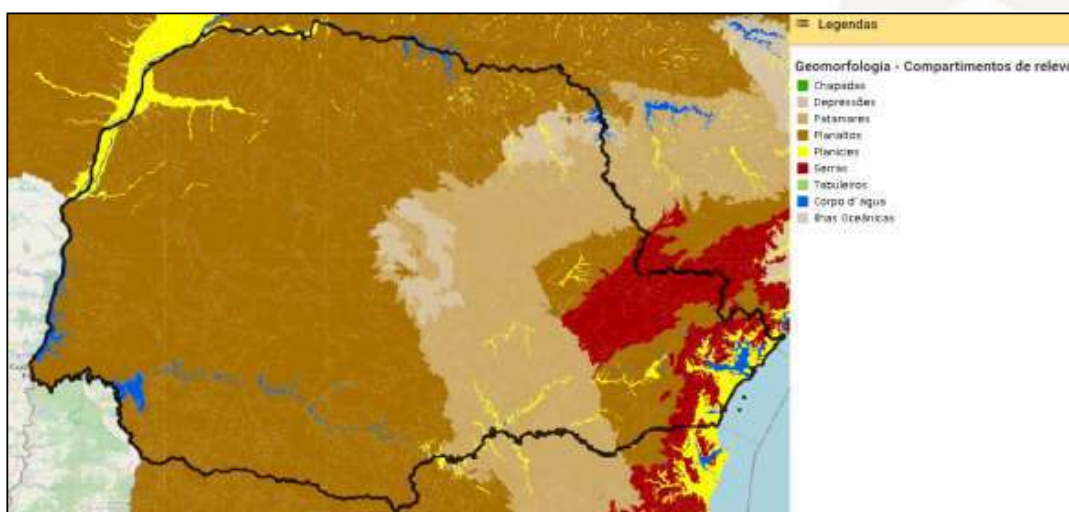 Legendas
Geomorfologia - Compartimentos de relevo
Chapadas
Depressões
Patamares
Planaltos
Planícies
Serras
Tabuleiros
Corpo d' água
Ilhas Oceânicas